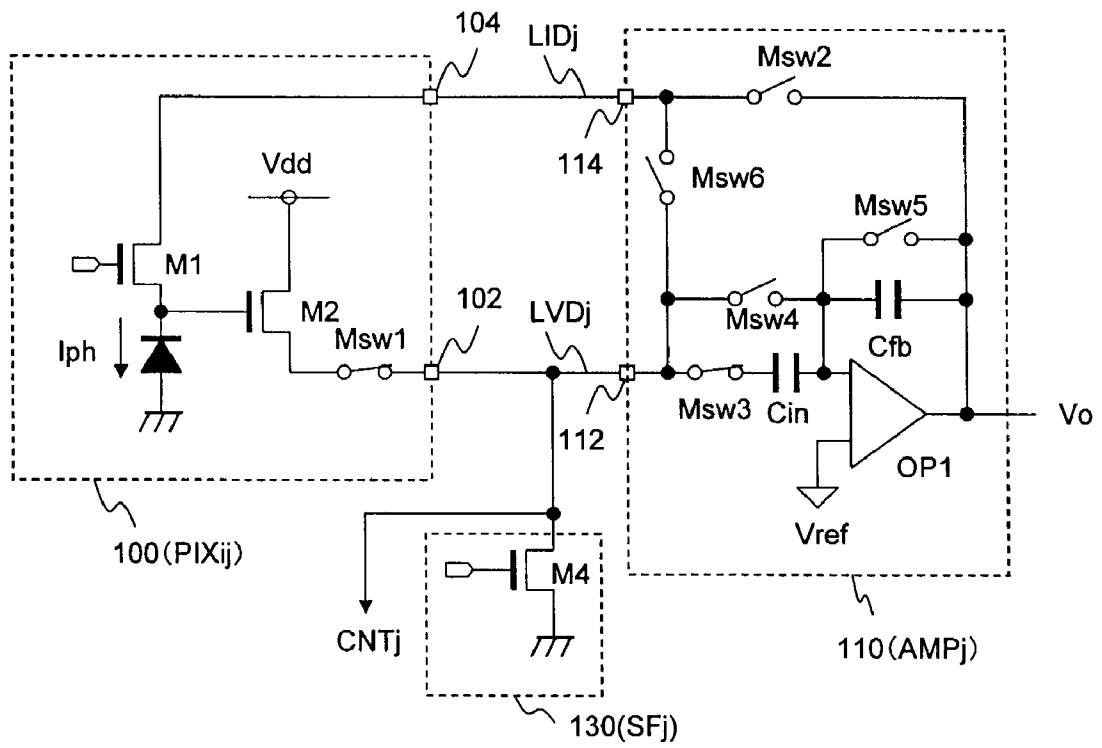 104
LIDj
Msw2
Vdd
114
Msw6
Msw5
M1
M2
102
LVDj
Msw4
Cfb
Iph
Msw1
Msw3
Cin
112
OP1
Vo
Vref
100(PIXij)
M4
CNTj
110(AMPj)
130(SFj)